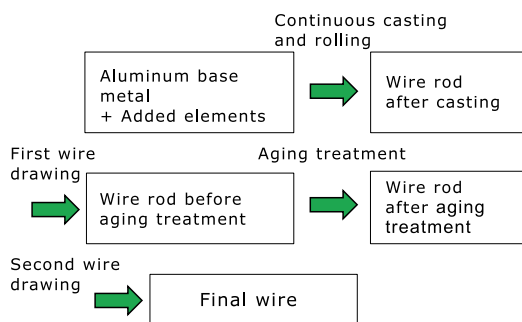 Continuous casting
and rolling
Aluminum base
metal
+ Added elements
Wire rod
after casting
First wire
drawing
Aging treatment
Wire rod before
aging treatment
Wire rod
after aging
treatment
Second wire
drawing
Final wire